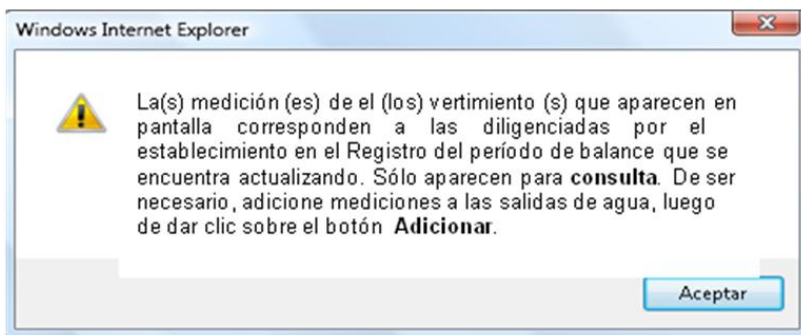 Windows Internet Explorer
La(s) medición (es) de el (los) vertimiento (s) que aparecen en
pantalla corresponden a las diligenciadas por el
establecimiento en el Registro del período de balance que se
encuentra actualizando. Sólo aparecen para consulta. De ser
necesario, adicione mediciones a las salidas de agua, luego
de dar clic sobre el botón Adicionar.
Aceptar